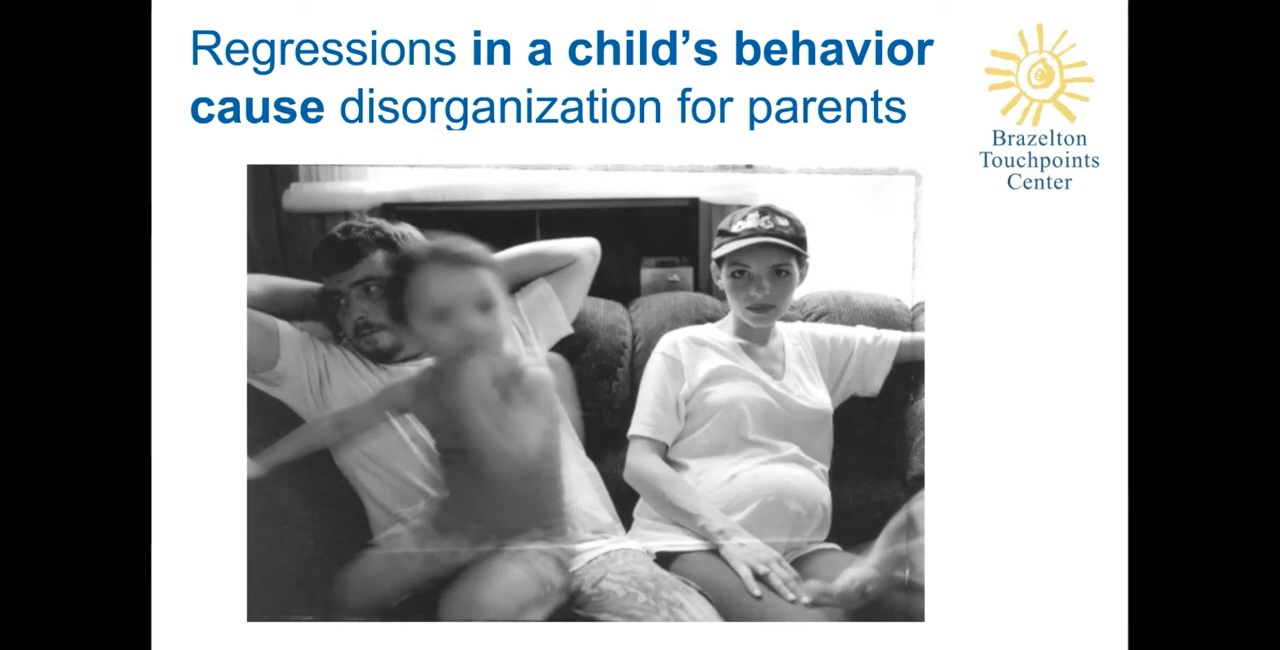 Regressions in a child’s behavior
cause disorganization for parents
Brazelton
Touchpoints
Center